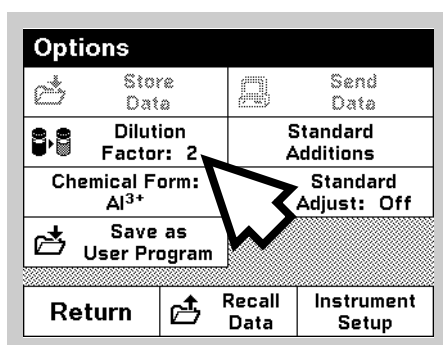 Options
Store
Data
Send
Data
Dilution
Factor: 2
Standard
Additions
Chemical Form:
Al³⁺
Standard
Adjust: Off
Save as
User Program
Return
Recall
Data
Instrument
Setup